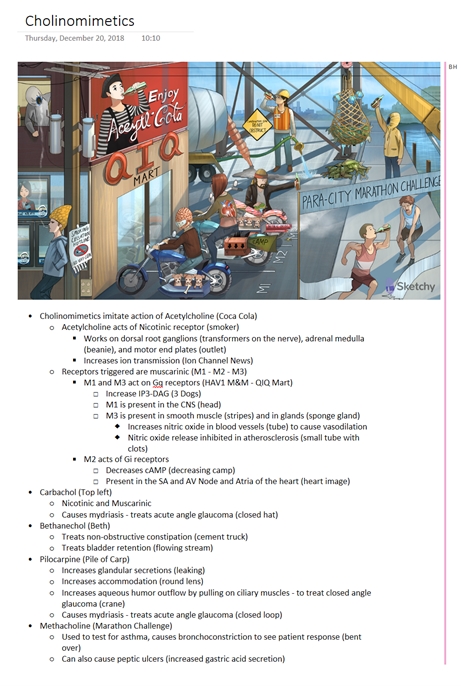 Cholinomimetics
Thursday, December 20, 2018 10:10
BH
Enjoy
Acetyl-Cola
QIQ
MART
PARA-CITY MARATHON CHALLENGE
CAMP
M1
M2
Sketchy
• Cholinomimetics imitate action of Acetylcholine (Coca Cola)
o Acetylcholine acts of Nicotinic receptor (smoker)
▪ Works on dorsal root ganglions (transformers on the nerve), adrenal medulla
(beanie), and motor end plates (outlet)
▪ Increases ion transmission (Ion Channel News)
o Receptors triggered are muscarinic (M1 - M2 - M3)
▪ M1 and M3 act on Gq receptors (HAV1 M&M - QIQ Mart)
□ Increase IP3-DAG (3 Dogs)
□ M1 is present in the CNS (head)
□ M3 is present in smooth muscle (stripes) and in glands (sponge gland)
◆ Increases nitric oxide in blood vessels (tube) to cause vasodilation
◆ Nitric oxide release inhibited in atherosclerosis (small tube with
clots)
▪ M2 acts of Gi receptors
□ Decreases cAMP (decreasing camp)
□ Present in the SA and AV Node and Atria of the heart (heart image)
• Carbachol (Top left)
o Nicotinic and Muscarinic
o Causes mydriasis - treats acute angle glaucoma (closed hat)
• Bethanechol (Beth)
o Treats non-obstructive constipation (cement truck)
o Treats bladder retention (flowing stream)
• Pilocarpine (Pile of Carp)
o Increases glandular secretions (leaking)
o Increases accommodation (round lens)
o Increases aqueous humor outflow by pulling on ciliary muscles - to treat closed angle
glaucoma (crane)
o Causes mydriasis - treats acute angle glaucoma (closed loop)
• Methacholine (Marathon Challenge)
o Used to test for asthma, causes bronchoconstriction to see patient response (bent
over)
o Can also cause peptic ulcers (increased gastric acid secretion)